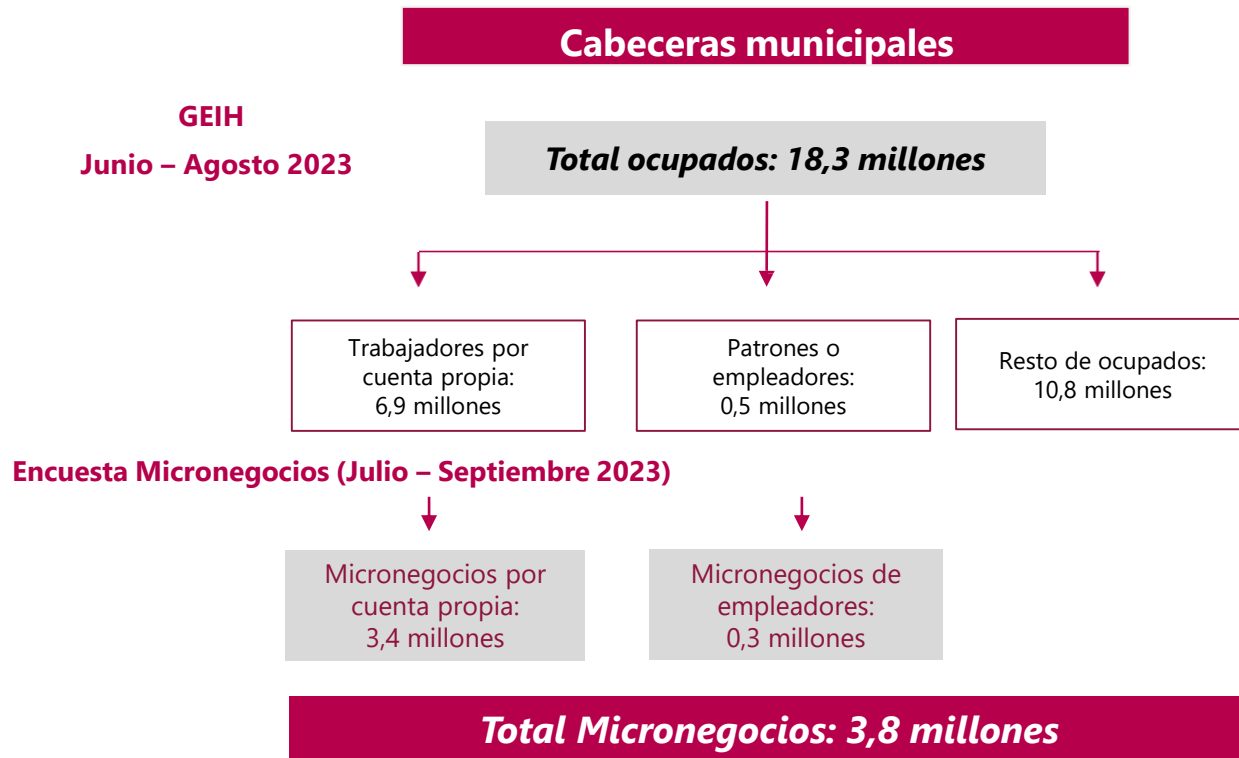 Cabeceras municipales
GEIH
Junio – Agosto 2023
Total ocupados: 18,3 millones
Trabajadores por
cuenta propia:
6,9 millones
Patrones o
empleadores:
0,5 millones
Resto de ocupados:
10,8 millones
Encuesta Micronegocios (Julio – Septiembre 2023)
Micronegocios por
cuenta propia:
3,4 millones
Micronegocios de
empleadores:
0,3 millones
Total Micronegocios: 3,8 millones